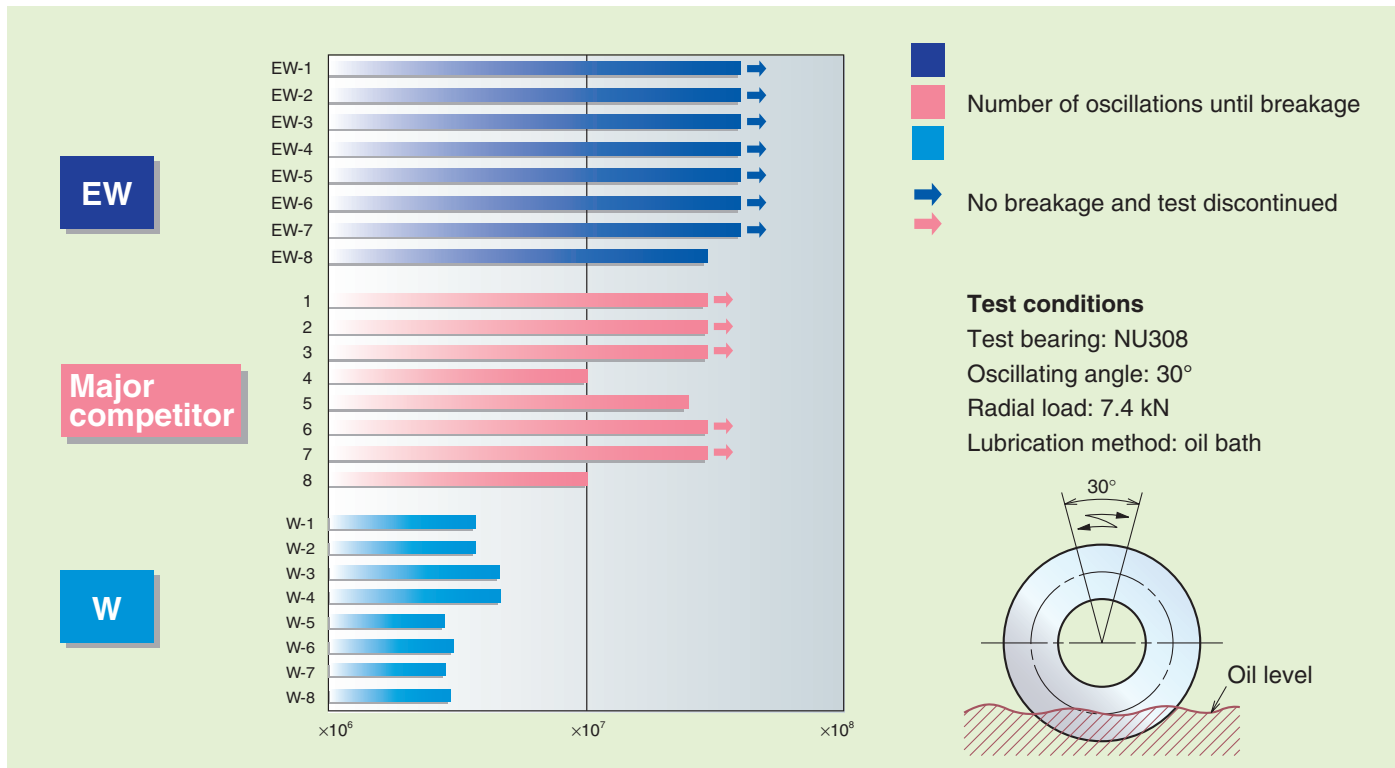 EW
EW-1
EW-2
EW-3
EW-4
EW-5
EW-6
EW-7
EW-8
Major
competitor
1
2
3
4
5
6
7
8
W
W-1
W-2
W-3
W-4
W-5
W-6
W-7
W-8
×10⁶
×10⁷
×10⁸
Number of oscillations until breakage
No breakage and test discontinued
Test conditions
Test bearing: NU308
Oscillating angle: 30°
Radial load: 7.4 kN
Lubrication method: oil bath
30°
Oil level